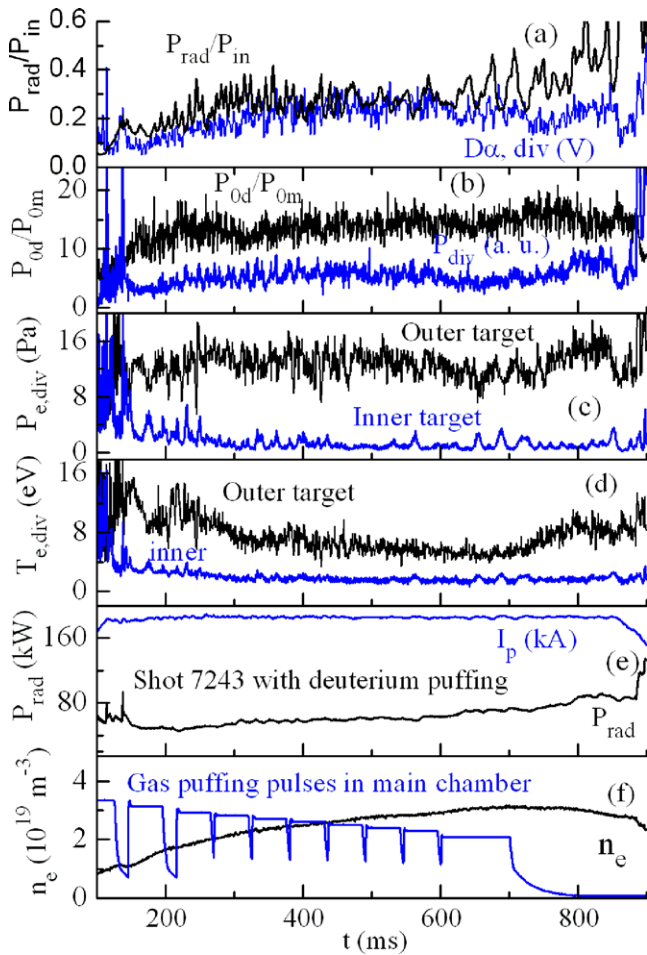 0.6
0.4
0.2
0.0
P_rad/P_in
P_rad/P_in
(a)
Dα, div (V)
20
10
0
P_0d/P_0m
P_0d/P_0m
(b)
P_div (a. u.)
16
8
0
P_e,div (Pa)
Outer target
Inner target
(c)
16
8
0
T_e,div (eV)
Outer target
(d)
inner
160
80
P_rad (kW)
I_p (kA)
(e)
Shot 7243 with deuterium puffing
P_rad
4
2
0
n_e (10^19 m^-3)
Gas puffing pulses in main chamber
(f)
n_e
200 400 600 800
t (ms)